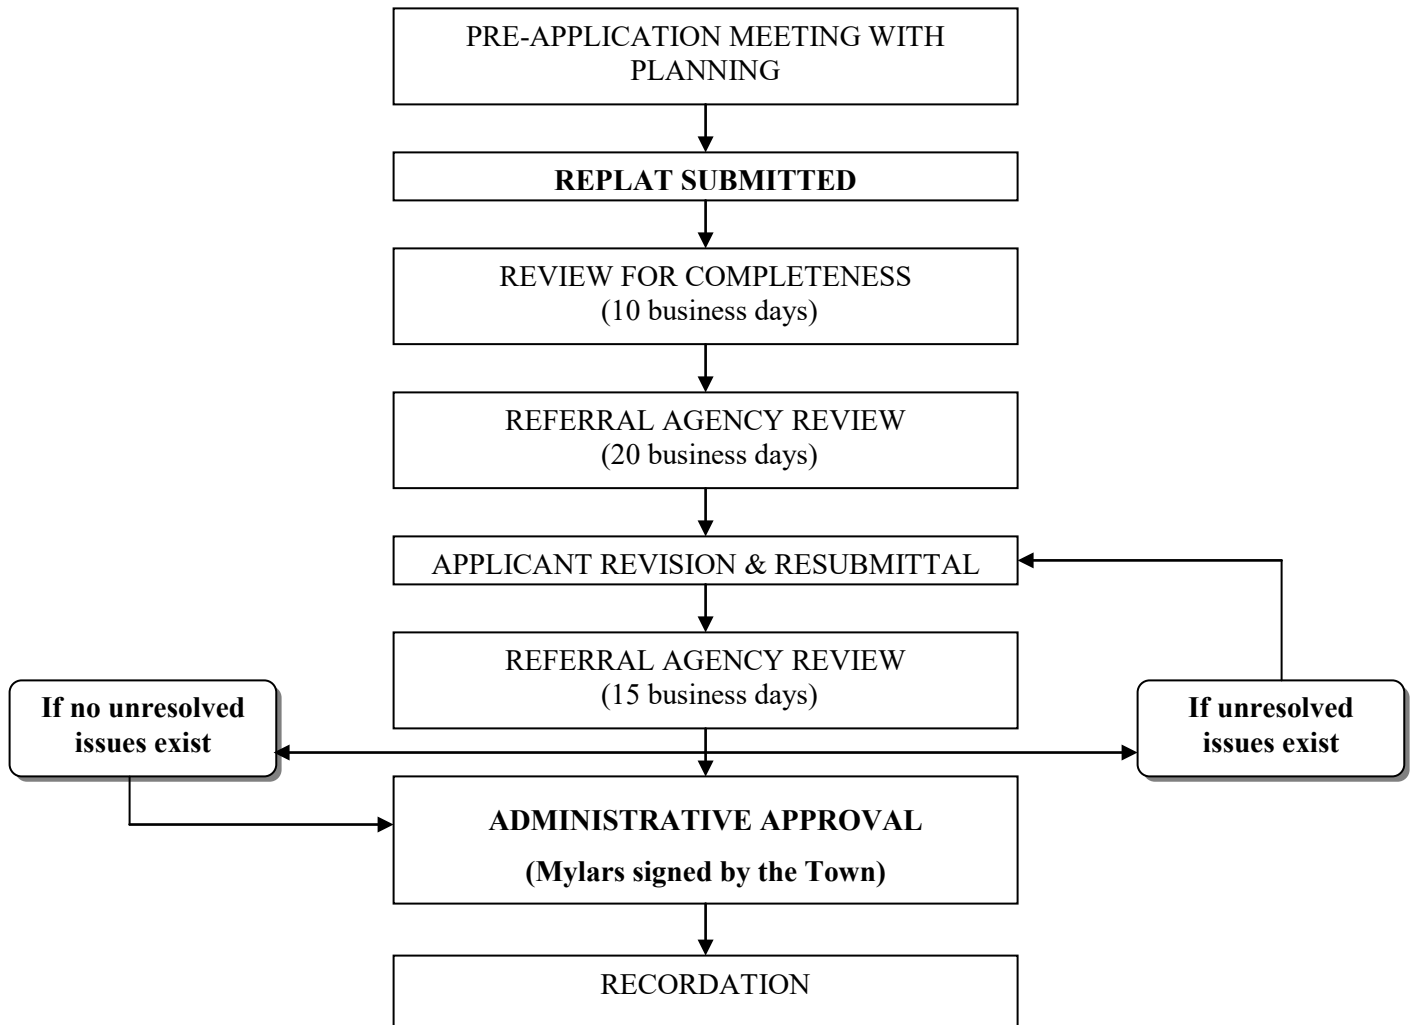 PRE-APPLICATION MEETING WITH
PLANNING
REPLAT SUBMITTED
REVIEW FOR COMPLETENESS
(10 business days)
REFERRAL AGENCY REVIEW
(20 business days)
APPLICANT REVISION & RESUBMITTAL
REFERRAL AGENCY REVIEW
(15 business days)
If no unresolved
issues exist
If unresolved
issues exist
ADMINISTRATIVE APPROVAL
(Mylars signed by the Town)
RECORDATION